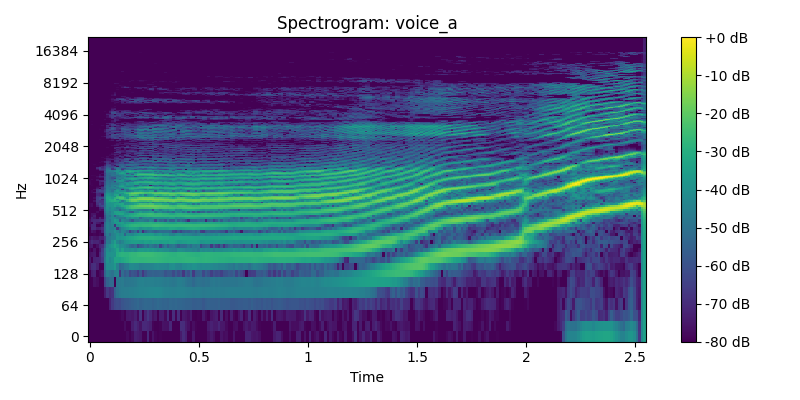 Spectrogram: voice_a
16384
8192
4096
2048
1024
512
256
128
64
0
Hz
0
0.5
1
1.5
2
2.5
Time
+0 dB
-10 dB
-20 dB
-30 dB
-40 dB
-50 dB
-60 dB
-70 dB
-80 dB